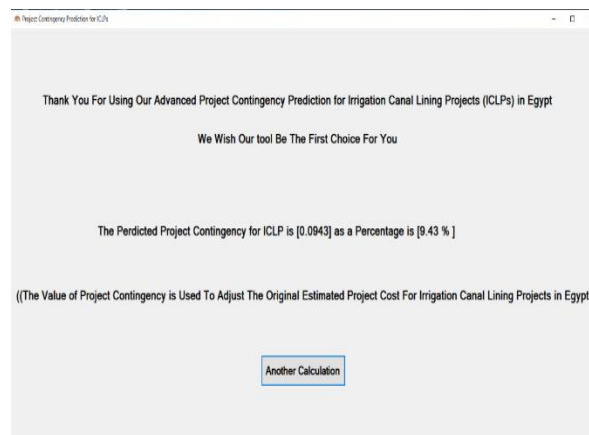 Project Contingency Prediction for ICLPs
Thank You For Using Our Advanced Project Contingency Prediction for Irrigation Canal Lining Projects (ICLPs) in Egypt
We Wish Our tool Be The First Choice For You
The Perdicted Project Contingency for ICLP is [0.0943] as a Percentage is [9.43 % ]
((The Value of Project Contingency is Used To Adjust The Original Estimated Project Cost For Irrigation Canal Lining Projects in Egypt
Another Calculation